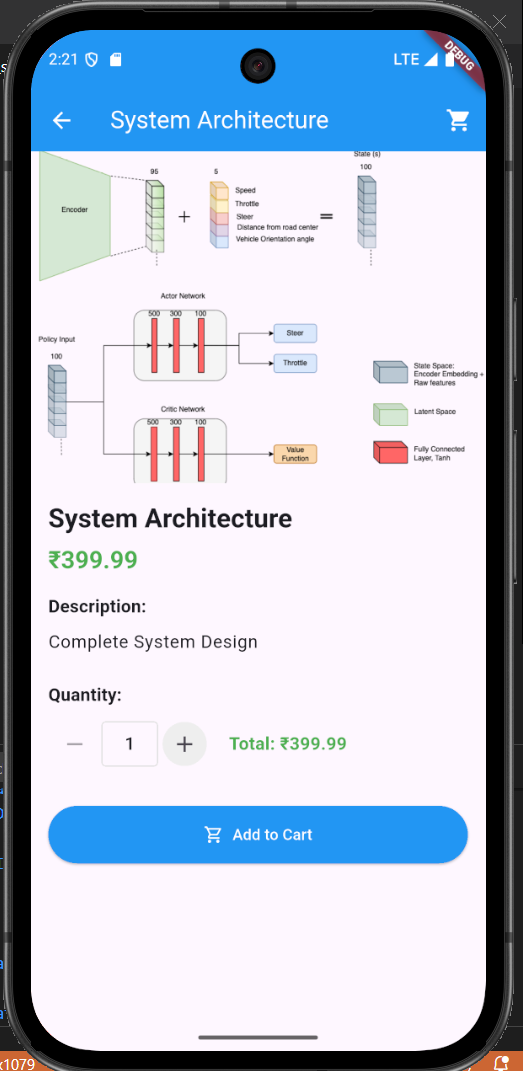 2:21
LTE
DEBUG
System Architecture
State (s)
95
5
100
Encoder
Speed
Throttle
Steer
Distance from road center
Vehicle Orientation angle
+
=
Actor Network
500 300 100
Policy Input
100
Steer
Throttle
State Space:
Encoder Embedding +
Raw features
Latent Space
Critic Network
500 300 100
Value
Function
Fully Connected
Layer, Tanh
System Architecture
₹399.99
Description:
Complete System Design
Quantity:
− 1 + Total: ₹399.99
Add to Cart
x1079